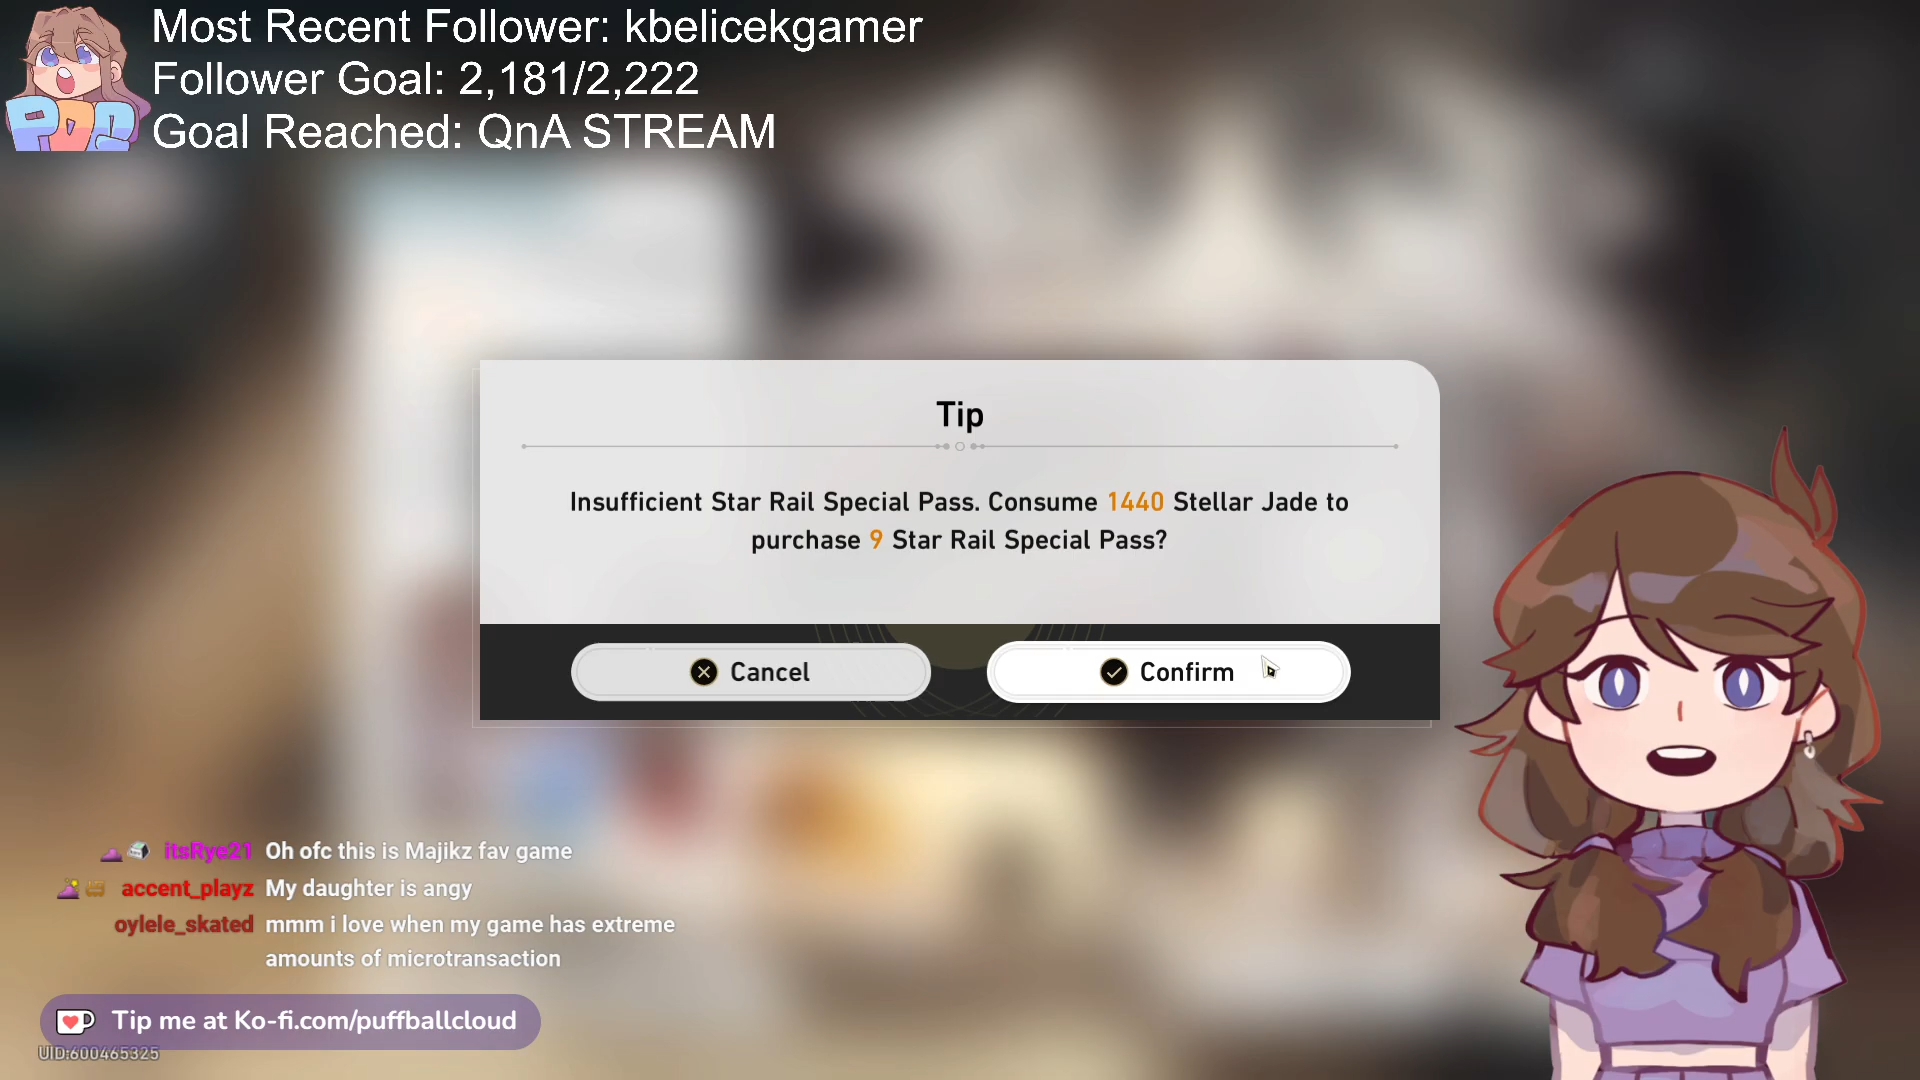 Most Recent Follower: kbelicekgamer
Follower Goal: 2,181/2,222
Goal Reached: QnA STREAM
POG
Tip
Insufficient Star Rail Special Pass. Consume 1440 Stellar Jade to
purchase 9 Star Rail Special Pass?
Cancel
Confirm
itsRye21 Oh ofc this is Majikz fav game
accent_playz My daughter is angy
oylele_skated mmm i love when my game has extreme
amounts of microtransaction
Tip me at Ko-fi.com/puffballcloud
UID:600465325